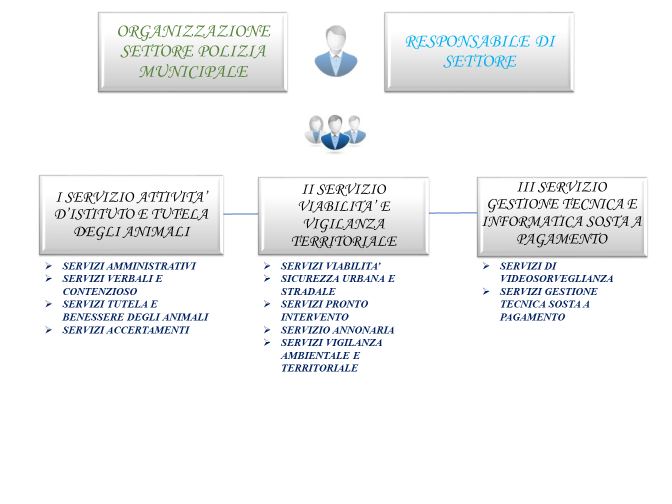 ORGANIZZAZIONE
SETTORE POLIZIA
MUNICIPALE
RESPONSABILE DI
SETTORE
I SERVIZIO ATTIVITA'
D'ISTITUTO E TUTELA
DEGLI ANIMALI
➢ SERVIZI AMMINISTRATIVI
➢ SERVIZI VERBALI E
CONTENZIOSO
➢ SERVIZI TUTELA E
BENESSERE DEGLI ANIMALI
➢ SERVIZI ACCERTAMENTI
II SERVIZIO
VIABILITA' E
VIGILANZA
TERRITORIALE
➢ SERVIZI VIABILITA'
➢ SICUREZZA URBANA E
STRADALE
➢ SERVIZI PRONTO
INTERVENTO
➢ SERVIZIO ANNONARIA
➢ SERVIZI VIGILANZA
AMBIENTALE E
TERRITORIALE
III SERVIZIO
GESTIONE TECNICA E
INFORMATICA SOSTA A
PAGAMENTO
➢ SERVIZI DI
VIDEOSORVEGLIANZA
➢ SERVIZI GESTIONE
TECNICA SOSTA A
PAGAMENTO